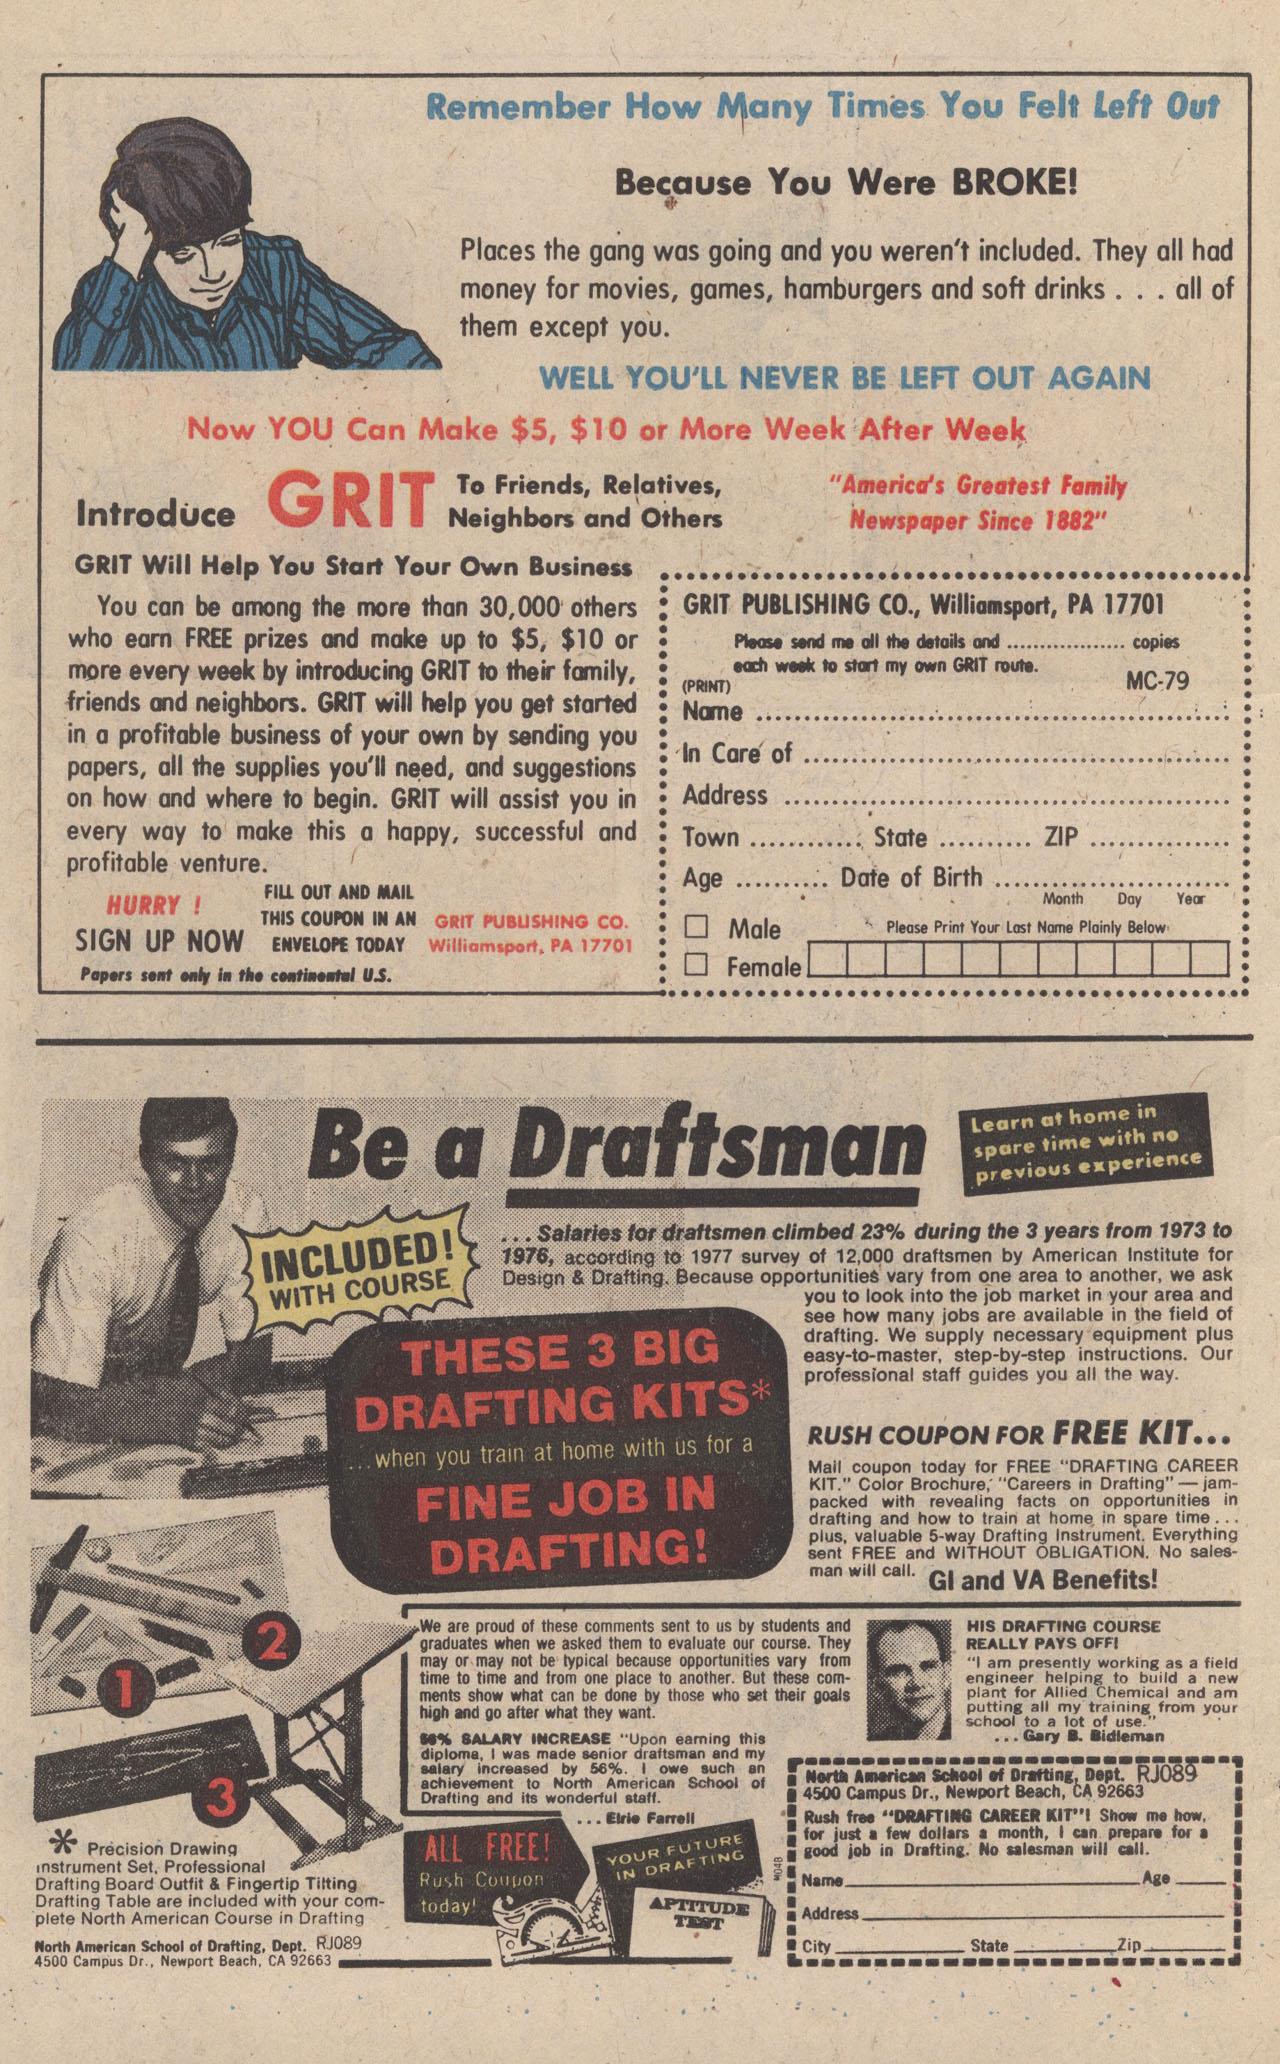 Remember How Many Times You Felt Left Out
Because You Were BROKE!
Places the gang was going and you weren't included. They all had
money for movies, games, hamburgers and soft drinks . . . all of
them except you.
WELL YOU'LL NEVER BE LEFT OUT AGAIN
Now YOU Can Make $5, $10 or More Week After Week
Introduce GRIT To Friends, Relatives,
Neighbors and Others
"America's Greatest Family
Newspaper Since 1882"
GRIT Will Help You Start Your Own Business
You can be among the more than 30,000 others
who earn FREE prizes and make up to $5, $10 or
more every week by introducing GRIT to their family,
friends and neighbors. GRIT will help you get started
in a profitable business of your own by sending you
papers, all the supplies you'll need, and suggestions
on how and where to begin. GRIT will assist you in
every way to make this a happy, successful and
profitable venture.
HURRY !
SIGN UP NOW
FILL OUT AND MAIL
THIS COUPON IN AN
ENVELOPE TODAY
GRIT PUBLISHING CO.
Williamsport, PA 17701
Papers sent only in the continental U.S.
GRIT PUBLISHING CO., Williamsport, PA 17701
Please send me all the details and ................... copies
each week to start my own GRIT route.
(PRINT)
MC-79
Name
In Care of
Address
Town ............. State .......... ZIP ...............
Age .......... Date of Birth .........................
Month Day Year
Male
Female
Please Print Your Last Name Plainly Below
Be a Draftsman
Learn at home in
spare time with no
previous experience
INCLUDED!
WITH COURSE
. . . Salaries for draftsmen climbed 23% during the 3 years from 1973 to
1976, according to 1977 survey of 12,000 draftsmen by American Institute for
Design & Drafting. Because opportunities vary from one area to another, we ask
you to look into the job market in your area and
see how many jobs are available in the field of
drafting. We supply necessary equipment plus
easy-to-master, step-by-step instructions. Our
professional staff guides you all the way.
THESE 3 BIG
DRAFTING KITS*
...when you train at home with us for a
FINE JOB IN
DRAFTING!
RUSH COUPON FOR FREE KIT...
Mail coupon today for FREE "DRAFTING CAREER
KIT." Color Brochure, "Careers in Drafting" — jam-
packed with revealing facts on opportunities in
drafting and how to train at home in spare time...
plus, valuable 5-way Drafting Instrument. Everything
sent FREE and WITHOUT OBLIGATION. No sales-
man will call. GI and VA Benefits!
1
2
3
We are proud of these comments sent to us by students and
graduates when we asked them to evaluate our course. They
may or may not be typical because opportunities vary from
time to time and from one place to another. But these com-
ments show what can be done by those who set their goals
high and go after what they want.
56% SALARY INCREASE "Upon earning this
diploma, I was made senior draftsman and my
salary increased by 56%. I owe such an
achievement to North American School of
Drafting and its wonderful staff.
. . . Elrie Farrell
HIS DRAFTING COURSE
REALLY PAYS OFF!
"I am presently working as a field
engineer helping to build a new
plant for Allied Chemical and am
putting all my training from your
school to a lot of use."
. . . Gary B. Bidleman
* Precision Drawing
Instrument Set, Professional
Drafting Board Outfit & Fingertip Tilting
Drafting Table are included with your com-
plete North American Course in Drafting
North American School of Drafting, Dept. RJ089
4500 Campus Dr., Newport Beach, CA 92663
ALL FREE!
Rush Coupon
today!
YOUR FUTURE
IN DRAFTING
APTITUDE
TEST
M04B
North American School of Drafting, Dept. RJ089
4500 Campus Dr., Newport Beach, CA 92663
Rush free "DRAFTING CAREER KIT"! Show me how,
for just a few dollars a month, I can prepare for a
good job in Drafting. No salesman will call.
Name Age
Address
City State Zip